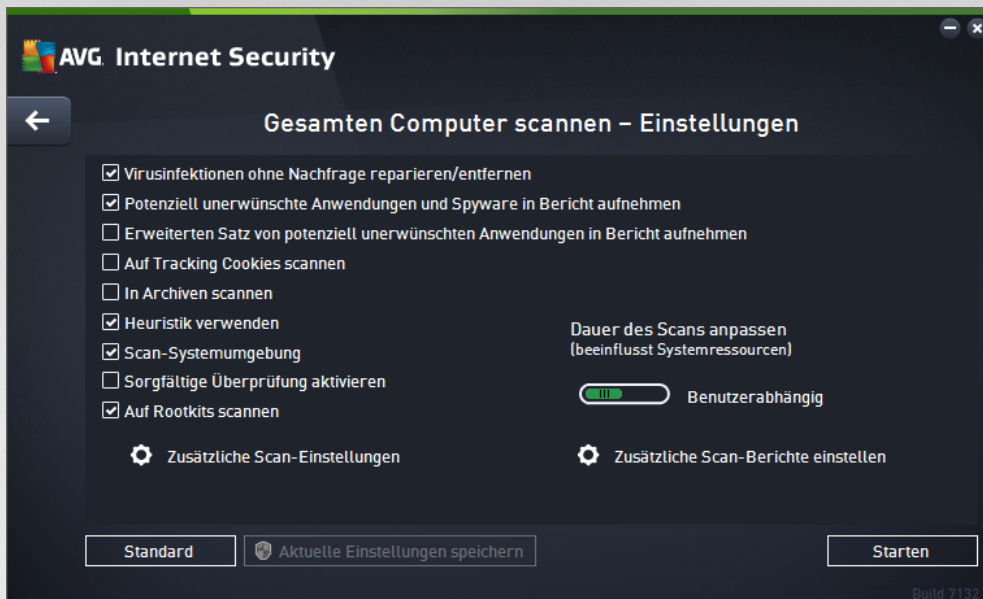 AVG. Internet Security
Gesamten Computer scannen – Einstellungen
Virusinfektionen ohne Nachfrage reparieren/entfernen
Potenziell unerwünschte Anwendungen und Spyware in Bericht aufnehmen
Erweiterten Satz von potenziell unerwünschten Anwendungen in Bericht aufnehmen
Auf Tracking Cookies scannen
In Archiven scannen
Heuristik verwenden
Scan-Systemumgebung
Sorgfältige Überprüfung aktivieren
Auf Rootkits scannen
Dauer des Scans anpassen
(beeinflusst Systemressourcen)
Benutzerabhängig
Zusätzliche Scan-Einstellungen
Zusätzliche Scan-Berichte einstellen
Standard
Aktuelle Einstellungen speichern
Starten
Build 7132